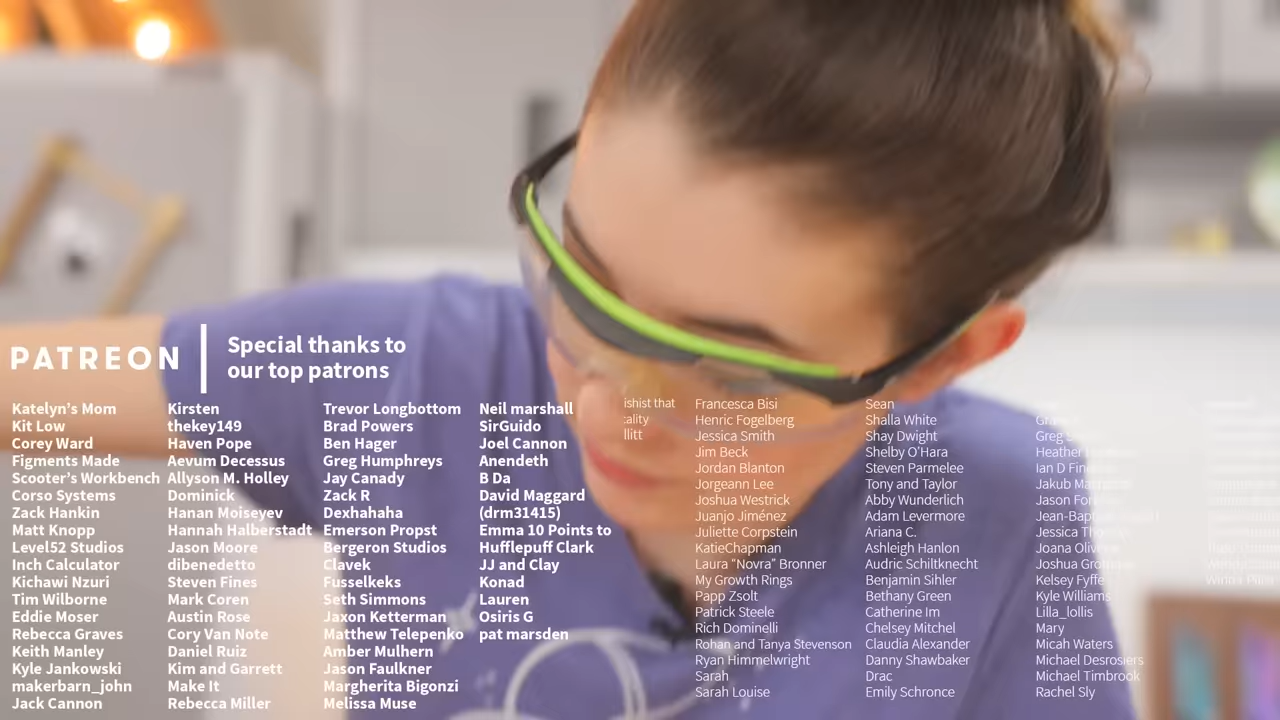 PATREON
Special thanks to
our top patrons
Katelyn's Mom
Kit Low
Corey Ward
Figments Made
Scooter's Workbench
Corso Systems
Zack Hankin
Matt Knopp
Level52 Studios
Inch Calculator
Kichawi Nzuri
Tim Wilborne
Eddie Moser
Rebecca Graves
Keith Manley
Kyle Jankowski
makerbarn_john
Jack Cannon
Kirsten
thekey149
Haven Pope
Aevum Decessus
Allyson M. Holley
Dominick
Hanan Moiseyev
Hannah Halberstadt
Jason Moore
dibenedetto
Steven Fines
Mark Coren
Austin Rose
Cory Van Note
Daniel Ruiz
Kim and Garrett
Make It
Rebecca Miller
Trevor Longbottom
Brad Powers
Ben Hager
Greg Humphreys
Jay Canady
Zack R
Dexhahaha
Emerson Propst
Bergeron Studios
Clavek
Fusselkeks
Seth Simmons
Jaxon Ketterman
Matthew Telepenko
Amber Mulhern
Jason Faulkner
Margherita Bigonzi
Melissa Muse
Neil marshall
SirGuido
Joel Cannon
Anendeth
B Da
David Maggard
(drm31415)
Emma 10 Points to
Hufflepuff Clark
JJ and Clay
Konad
Lauren
Osiris G
pat marsden
that
Francesca Bisi
Henric Fogelberg
Jessica Smith
Jim Beck
Jordan Blanton
Jorgeann Lee
Joshua Westrick
Juanjo Jiménez
Juliette Corpstein
KatieChapman
Laura "Novra" Bronner
My Growth Rings
Papp Zsolt
Patrick Steele
Rich Dominelli
Rohan and Tanya Stevenson
Ryan Himmelwright
Sarah
Sarah Louise
Sean
Shalla White
Shay Dwight
Shelby O'Hara
Steven Parmelee
Tony and Taylor
Abby Wunderlich
Adam Levermore
Ariana C.
Ashleigh Hanlon
Audric Schiltknecht
Benjamin Sihler
Bethany Green
Catherine Im
Chelsey Mitchel
Claudia Alexander
Danny Shawbaker
Drac
Emily Schronce
Greg
Heather
Ian D
Jakub
Jason
Jessica
Joana
Joshua
Kelsey Fyffe
Kyle Williams
Lilla_lollis
Mary
Micah Waters
Michael Desrosiers
Michael Timbrook
Rachel Sly